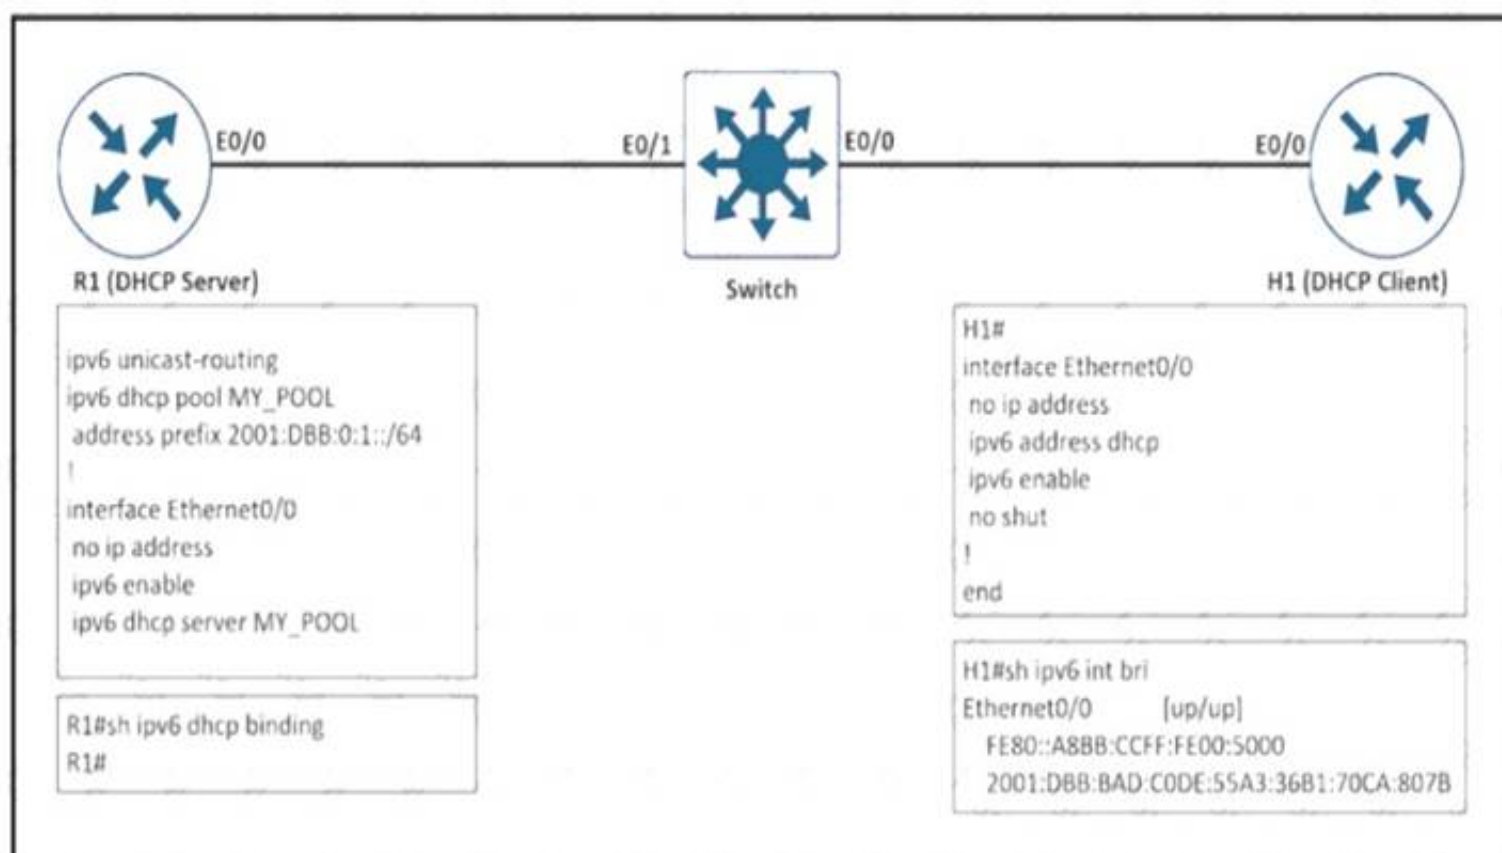 E0/0
E0/1
E0/0
E0/0
R1 (DHCP Server)
Switch
H1 (DHCP Client)
ipv6 unicast-routing
ipv6 dhcp pool MY_POOL
address prefix 2001:DBB:0:1::/64
!
interface Ethernet0/0
no ip address
ipv6 enable
ipv6 dhcp server MY_POOL
R1#sh ipv6 dhcp binding
R1#
H1#
interface Ethernet0/0
no ip address
ipv6 address dhcp
ipv6 enable
no shut
!
end
H1#sh ipv6 int bri
Ethernet0/0 [up/up]
FE80::A8BB:CCFF:FE00:5000
2001:DBB:BAD:C0DE:55A3:36B1:70CA:807B